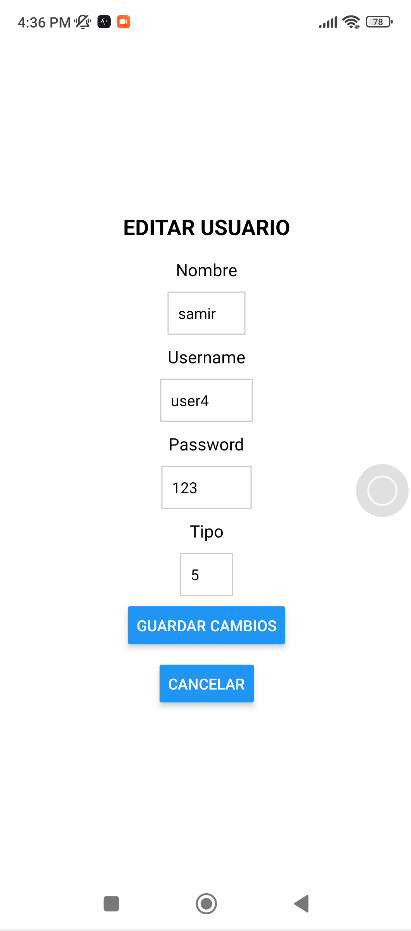 4:36 PM
78
EDITAR USUARIO
Nombre
samir
Username
user4
Password
123
Tipo
5
GUARDAR CAMBIOS
CANCELAR